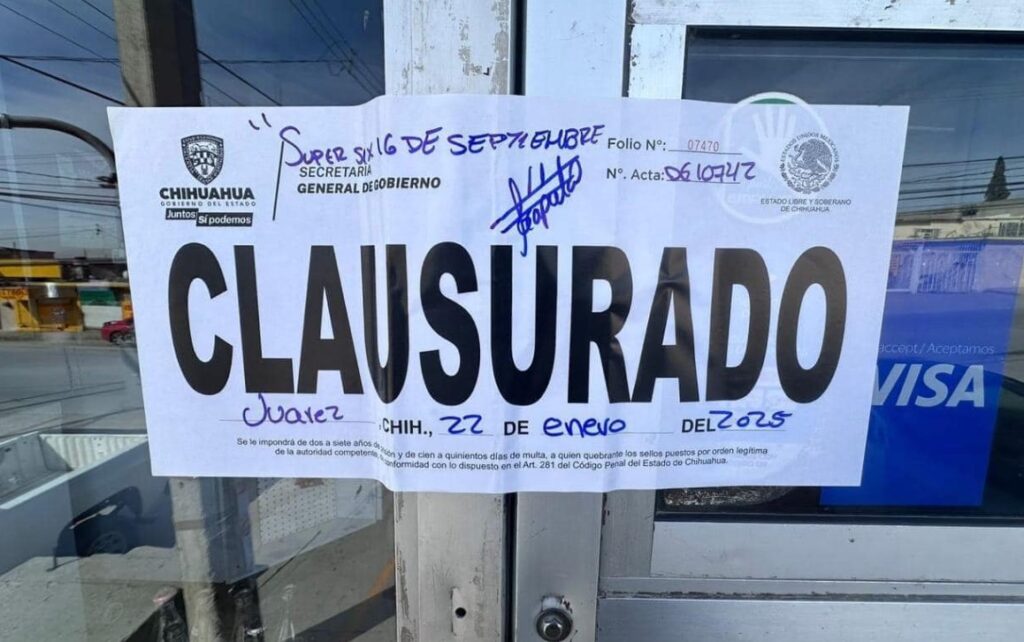 "Super six 16 DE SEPTIEMBRE
CHIHUAHUA
GOBIERNO DEL ESTADO
Juntos Sí podemos
SECRETARÍA
GENERAL DE GOBIERNO
Folio N°: 07470
N°. Acta: DG10742
ESTADO LIBRE Y SOBERANO
DE CHIHUAHUA
CLAUSURADO
Juarez, CHIH., 22 DE enero DEL 2025
Se le impondrá de dos a siete años de prisión y de cien a quinientos días de multa, a quien quebrante los sellos puestos por orden legítima
de la autoridad competente, de conformidad con lo dispuesto en el Art. 281 del Código Penal del Estado de Chihuahua.
accept/Aceptamos
VISA